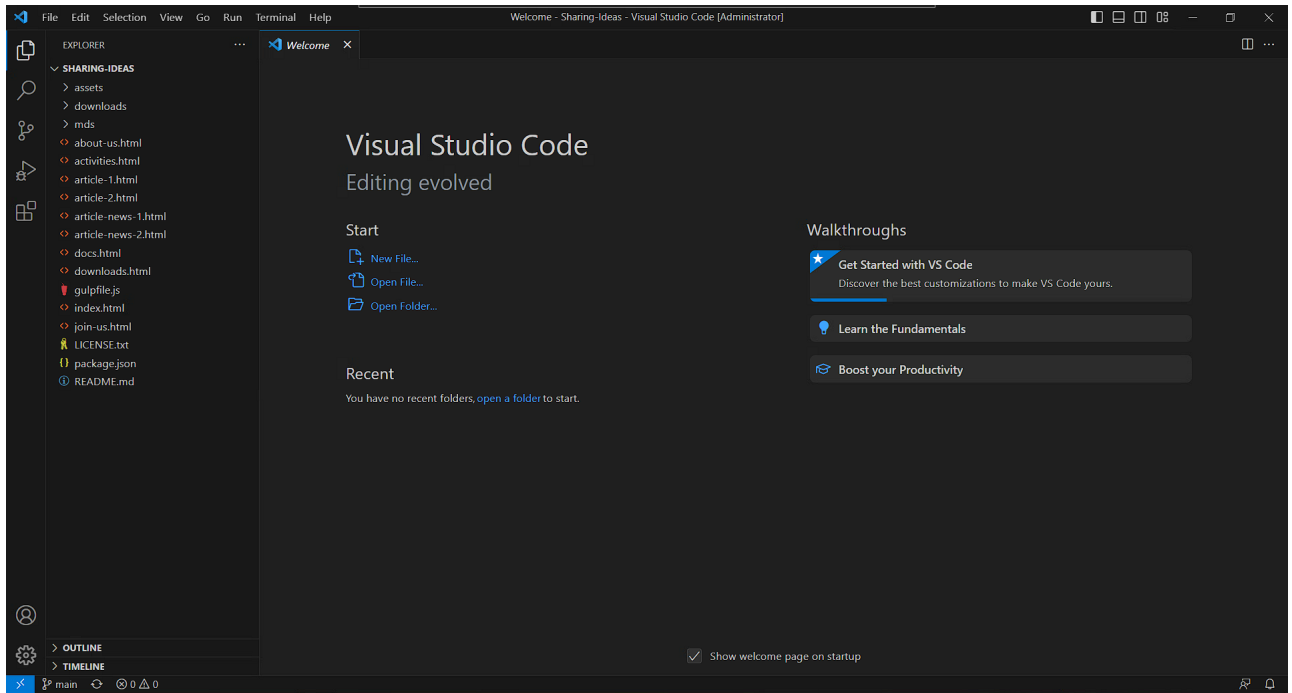 File Edit Selection View Go Run Terminal Help
Welcome - Sharing-Ideas - Visual Studio Code [Administrator]
EXPLORER
Welcome
SHARING-IDEAS
assets
downloads
mds
about-us.html
activities.html
article-1.html
article-2.html
article-news-1.html
article-news-2.html
docs.html
downloads.html
gulpfile.js
index.html
join-us.html
LICENSE.txt
package.json
README.md
OUTLINE
TIMELINE
Visual Studio Code
Editing evolved
Start
New File...
Open File...
Open Folder...
Recent
You have no recent folders, open a folder to start.
Walkthroughs
Get Started with VS Code
Discover the best customizations to make VS Code yours.
Learn the Fundamentals
Boost your Productivity
Show welcome page on startup
main 0 0